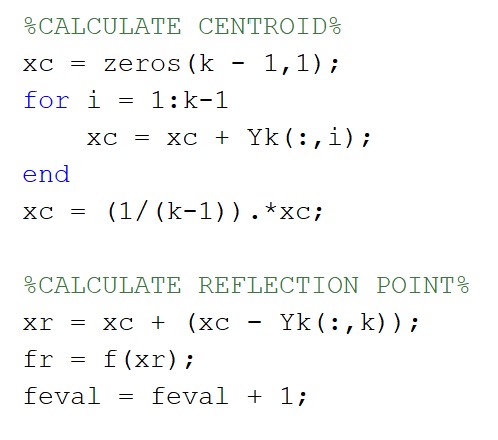 %CALCULATE CENTROID%
xc = zeros(k - 1,1);
for i = 1:k-1
    xc = xc + Yk(:,i);
end
xc = (1/(k-1)).*xc;

%CALCULATE REFLECTION POINT%
xr = xc + (xc - Yk(:,k));
fr = f(xr);
feval = feval + 1;